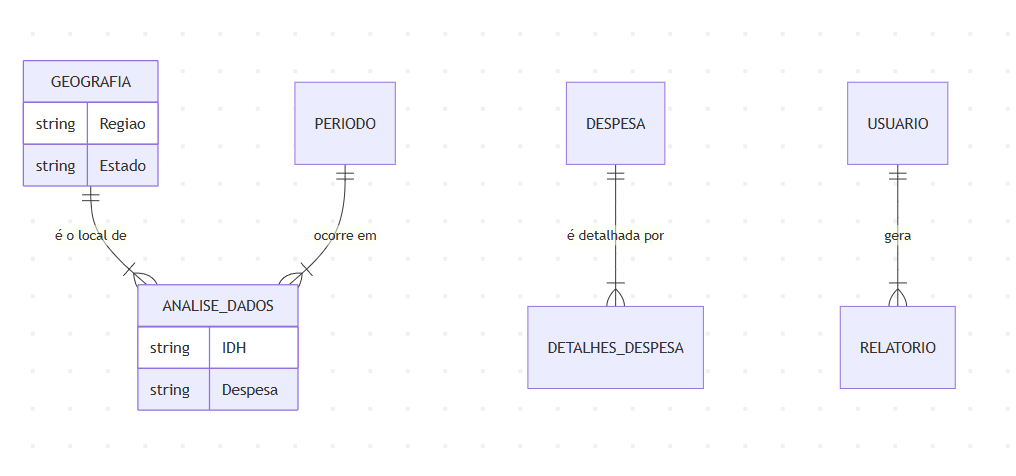 GEOGRAFIA
string Regiao
string Estado
PERIODO
DESPESA
USUARIO
é o local de
ocorre em
é detalhada por
gera
ANALISE_DADOS
string IDH
string Despesa
DETALHES_DESPESA
RELATORIO